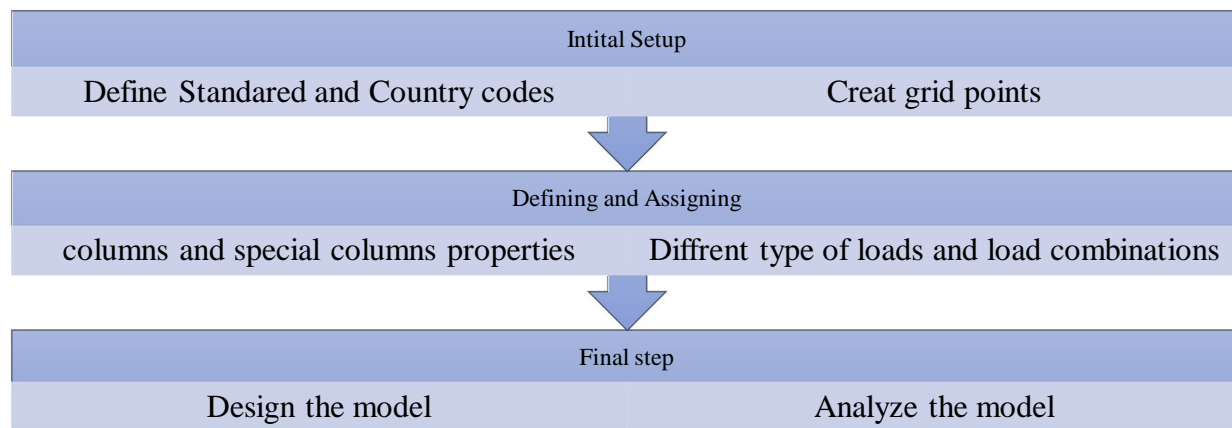 Intital Setup
Define Standared and Country codes
Creat grid points
Defining and Assigning
columns and special columns properties
Diffrent type of loads and load combinations
Final step
Design the model
Analyze the model